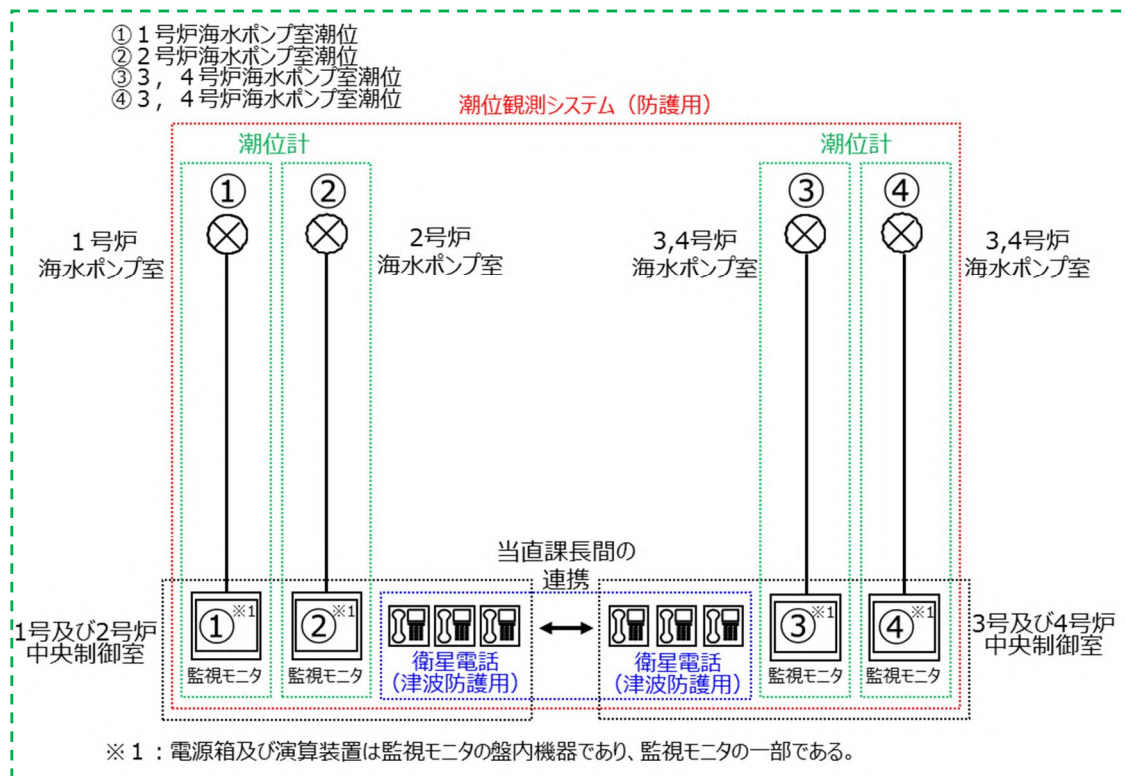 ①１号炉海水ポンプ室潮位
②２号炉海水ポンプ室潮位
③３，４号炉海水ポンプ室潮位
④３，４号炉海水ポンプ室潮位
潮位観測システム（防護用）
潮位計
潮位計
①
②
③
④
１号炉
海水ポンプ室
2号炉
海水ポンプ室
3,4号炉
海水ポンプ室
3,4号炉
海水ポンプ室
当直課長間の
連携
1号及び2号炉
中央制御室
①※1
監視モニタ
②※1
監視モニタ
衛星電話
（津波防護用）
衛星電話
（津波防護用）
③※1
監視モニタ
④※1
監視モニタ
3号及び4号炉
中央制御室
※１：電源箱及び演算装置は監視モニタの盤内機器であり、監視モニタの一部である。